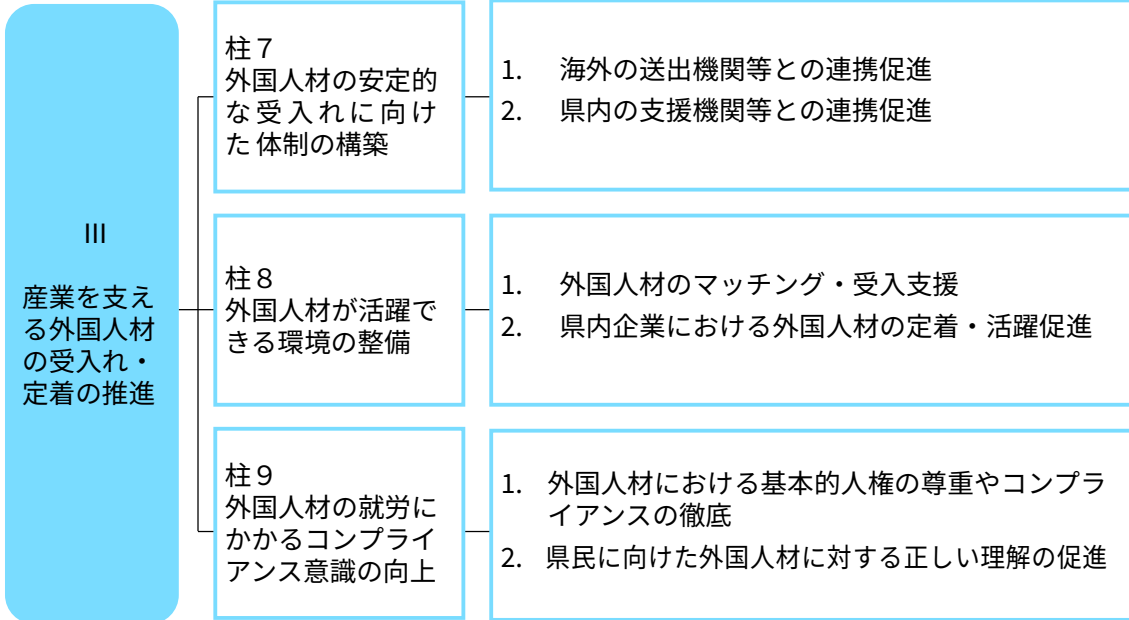 III
産業を支え
る外国人材
の受入れ・
定着の推進
柱７
外国人材の安定的
な受入れに向け
た 体制の構築
1. 海外の送出機関等との連携促進
2. 県内の支援機関等との連携促進
柱８
外国人材が活躍で
きる環境の整備
1. 外国人材のマッチング・受入支援
2. 県内企業における外国人材の定着・活躍促進
柱９
外国人材の就労に
かかるコンプライ
アンス意識の向上
1. 外国人材における基本的人権の尊重やコンプラ
イアンスの徹底
2. 県民に向けた外国人材に対する正しい理解の促進